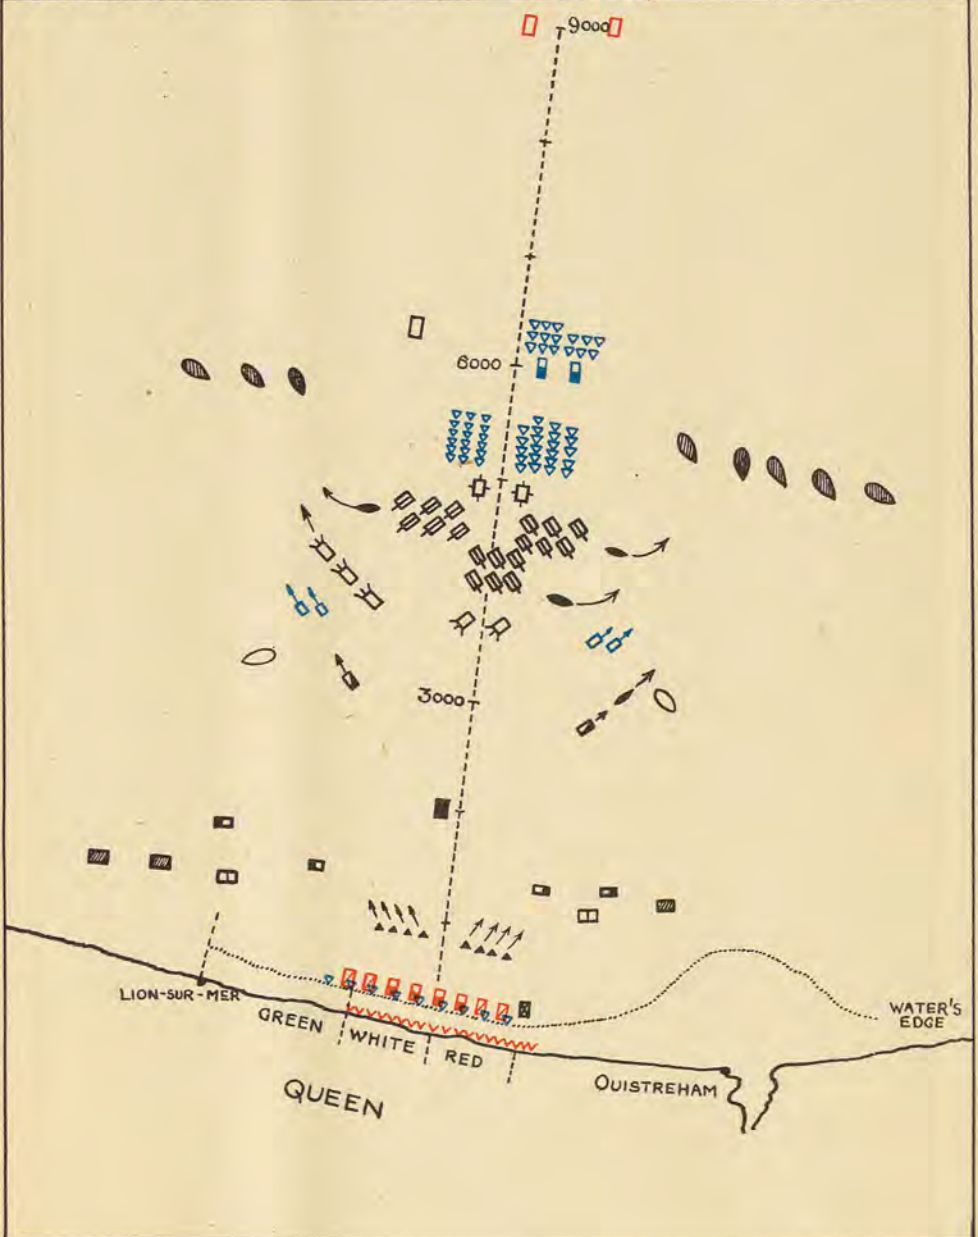 9000
6000
3000
LION-SUR-MER
GREEN
WHITE
RED
QUEEN
OUISTREHAM
WATER'S
EDGE